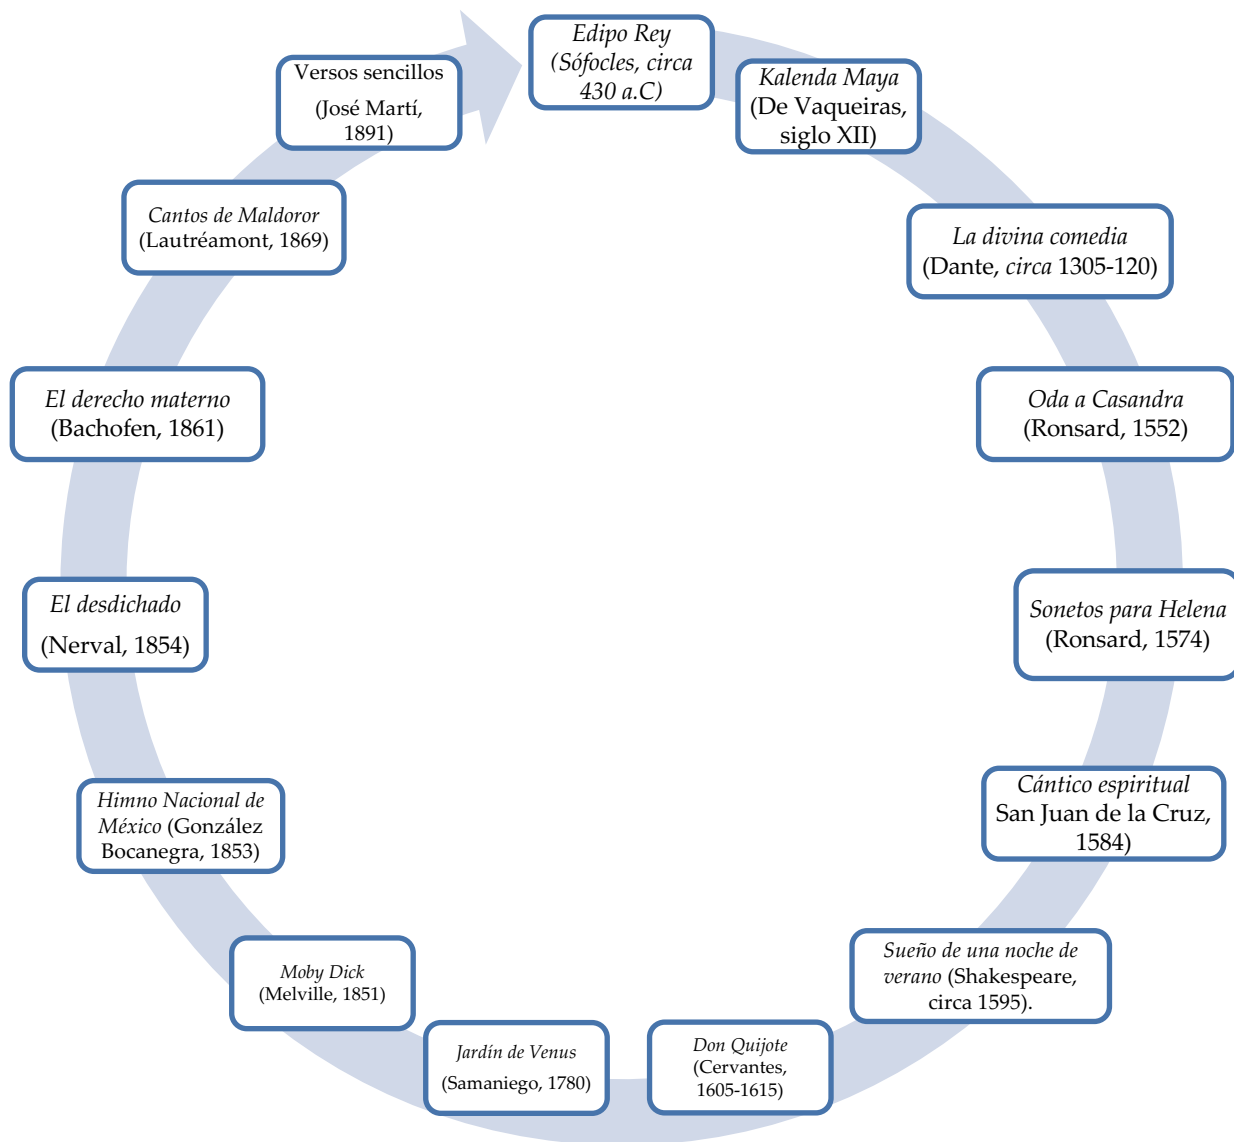 Edipo Rey
(Sófocles, circa
430 a.C)
Kalenda Maya
(De Vaqueiras,
siglo XII)
La divina comedia
(Dante, circa 1305-120)
Oda a Casandra
(Ronsard, 1552)
Sonetos para Helena
(Ronsard, 1574)
Cántico espiritual
San Juan de la Cruz,
1584)
Sueño de una noche de
verano (Shakespeare,
circa 1595).
Don Quijote
(Cervantes,
1605-1615)
Jardín de Venus
(Samaniego, 1780)
Moby Dick
(Melville, 1851)
Himno Nacional de
México (González
Bocanegra, 1853)
El desdichado
(Nerval, 1854)
El derecho materno
(Bachofen, 1861)
Cantos de Maldoror
(Lautréamont, 1869)
Versos sencillos
(José Martí,
1891)